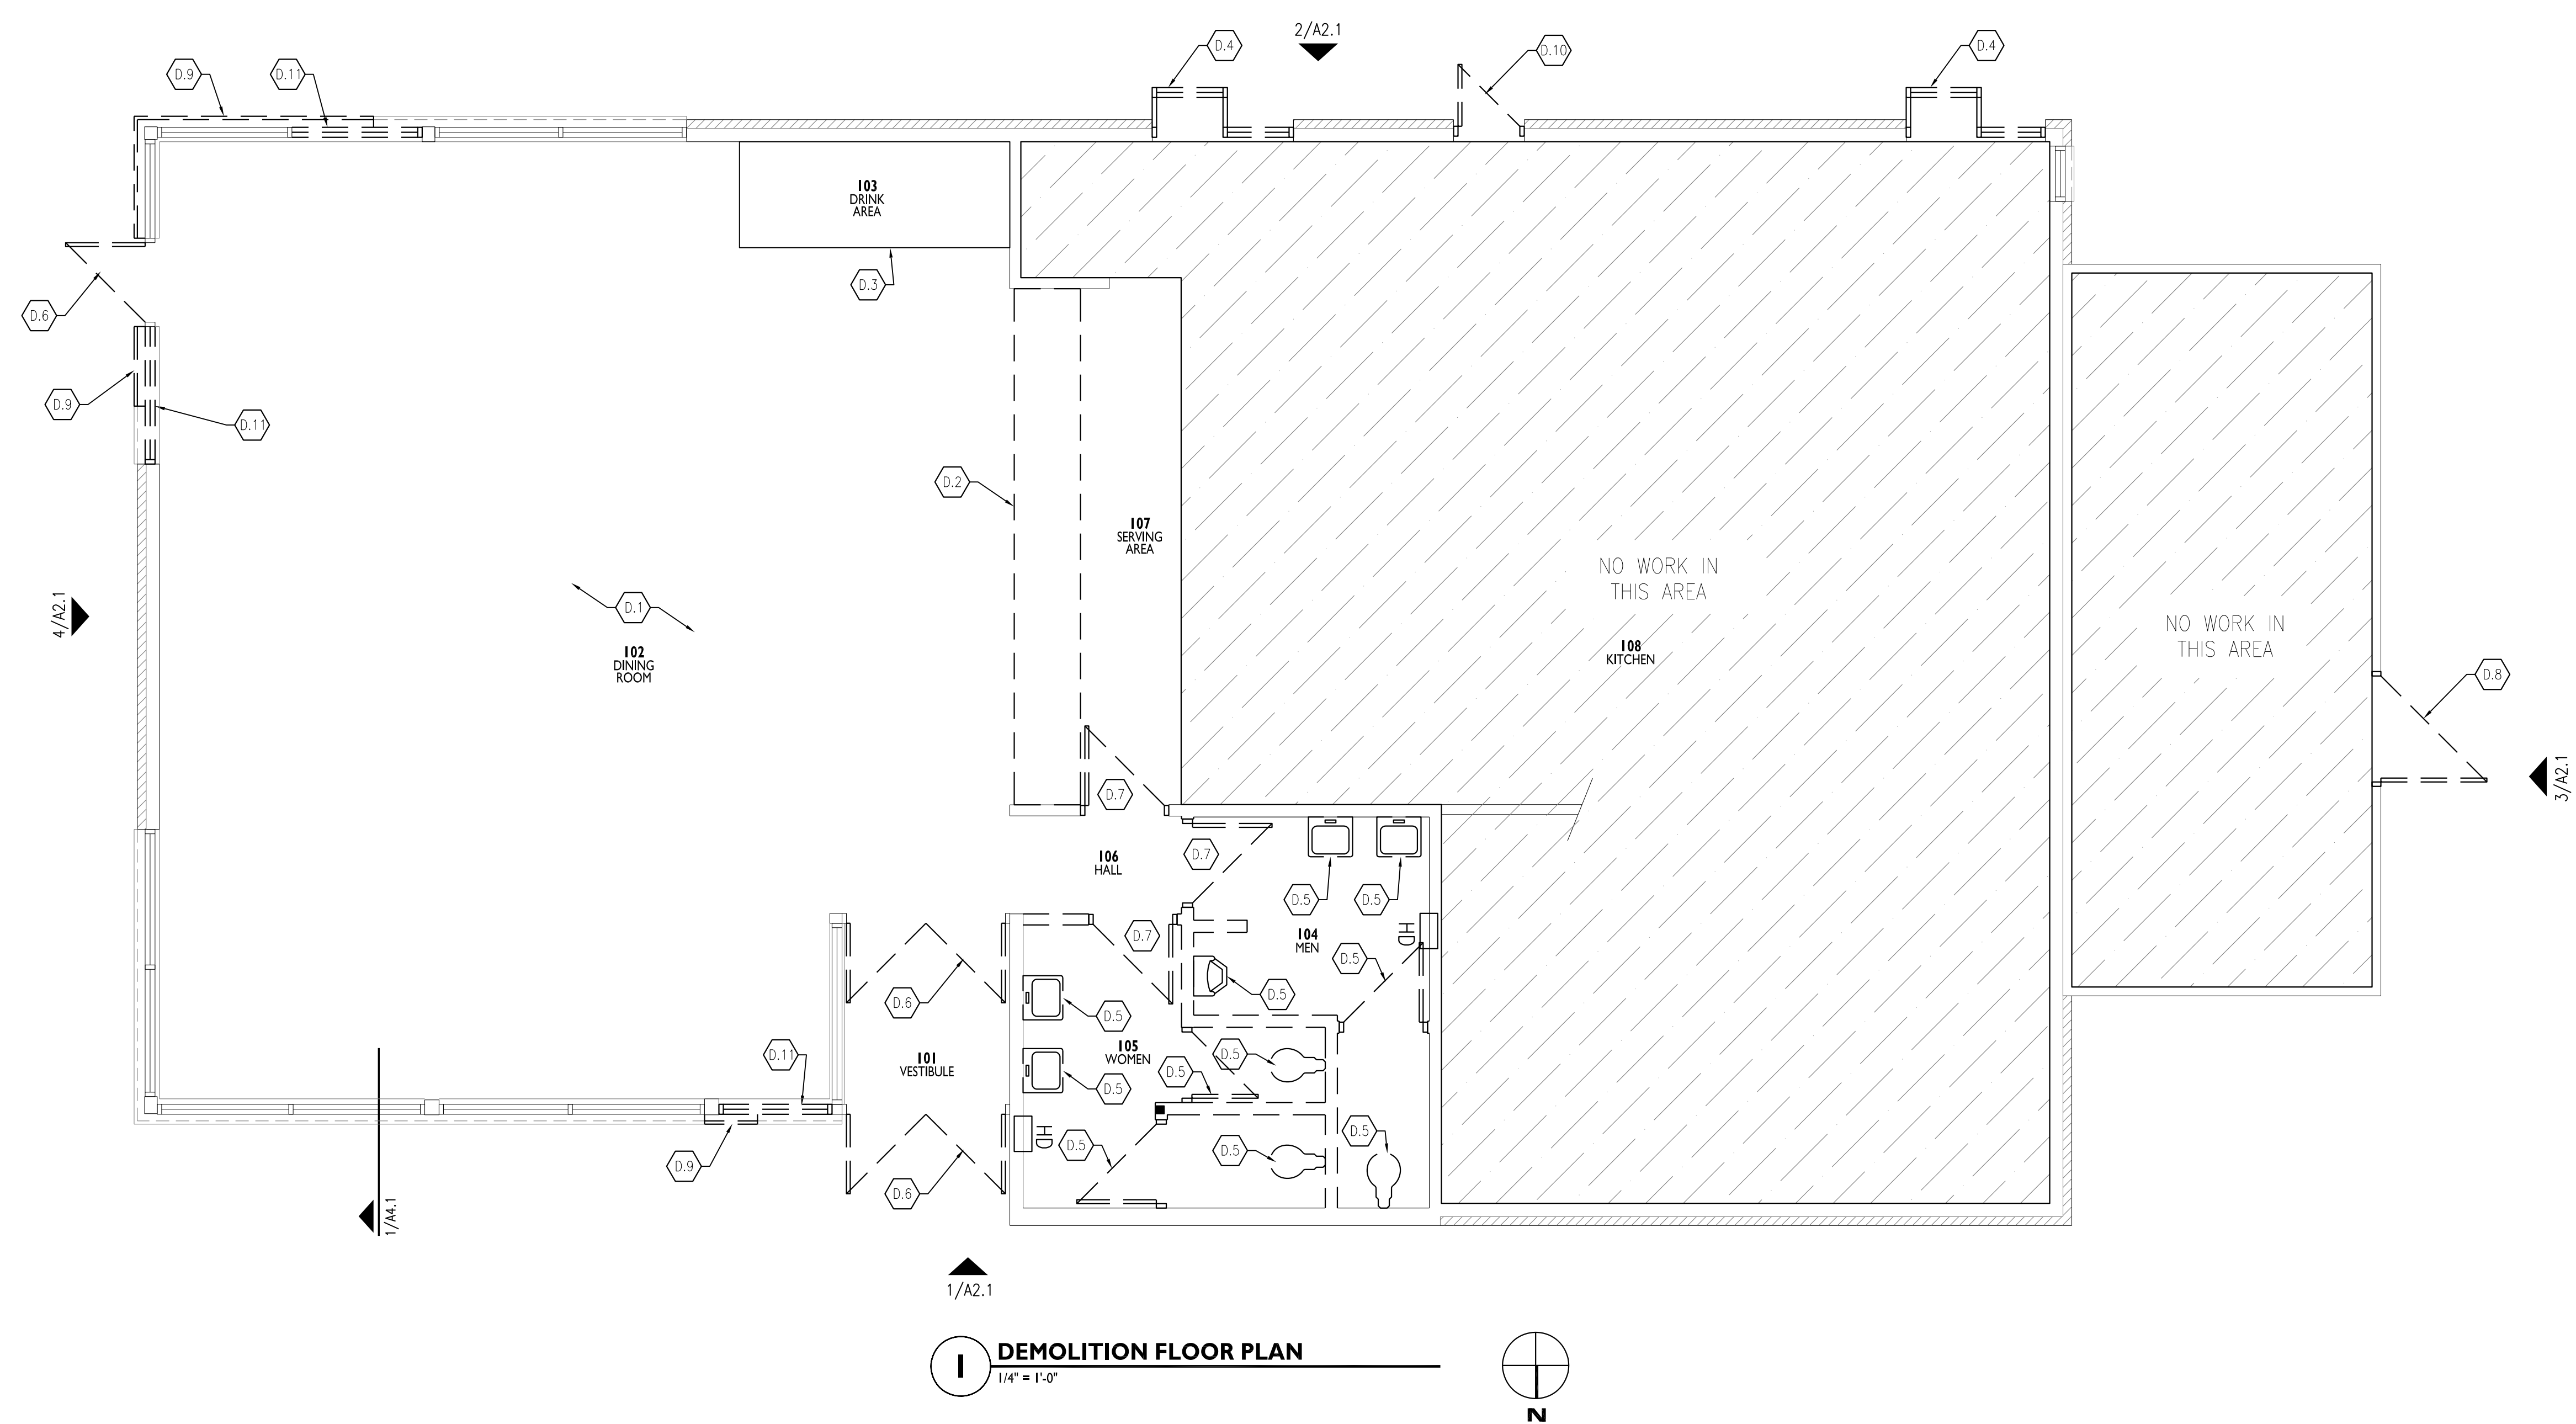 2/A2.1
D.4
D.4
D.10
D.9
D.11
103
DRINK
AREA
D.3
D.6
D.9
D.11
D.2
107
SERVING
AREA
NO WORK IN
THIS AREA
108
KITCHEN
NO WORK IN
THIS AREA
D.8
3/A2.1
4/A2.1
D.1
102
DINING
ROOM
D.7
106
HALL
D.7
D.5
D.5
D.7
104
MEN
HD
D.5
D.5
D.6
D.5
105
WOMEN
D.5
D.5
D.5
D.11
101
VESTIBULE
HD
D.5
D.5
D.5
D.9
D.6
1/A4.1
1/A2.1
1
DEMOLITION FLOOR PLAN
1/4" = 1'-0"
N